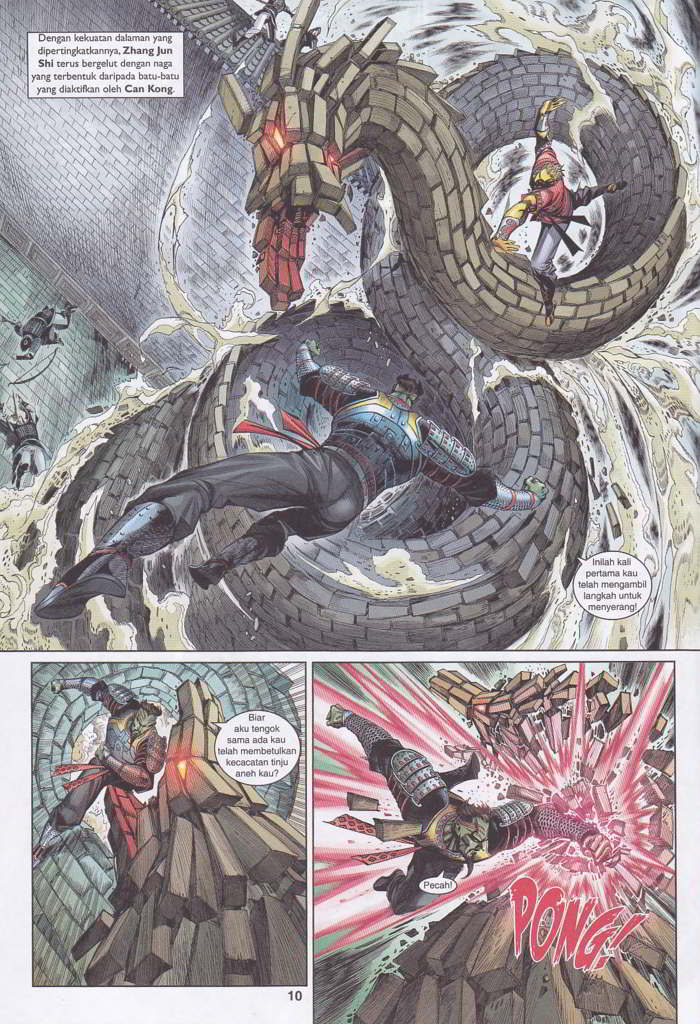 Dengan kekuatan dalaman yang
dipertingkatkannya, Zhang Jun
Shi terus bergelut dengan naga
yang terbentuk daripada batu-batu
yang diaktifkan oleh Can Kong.
Inilah kali
pertama kau
telah mengambil
langkah untuk
menyerang!
Biar
aku tengok
sama ada kau
telah membetulkan
kecacatan tinju
aneh kau?
Pecah!
PONG!
10